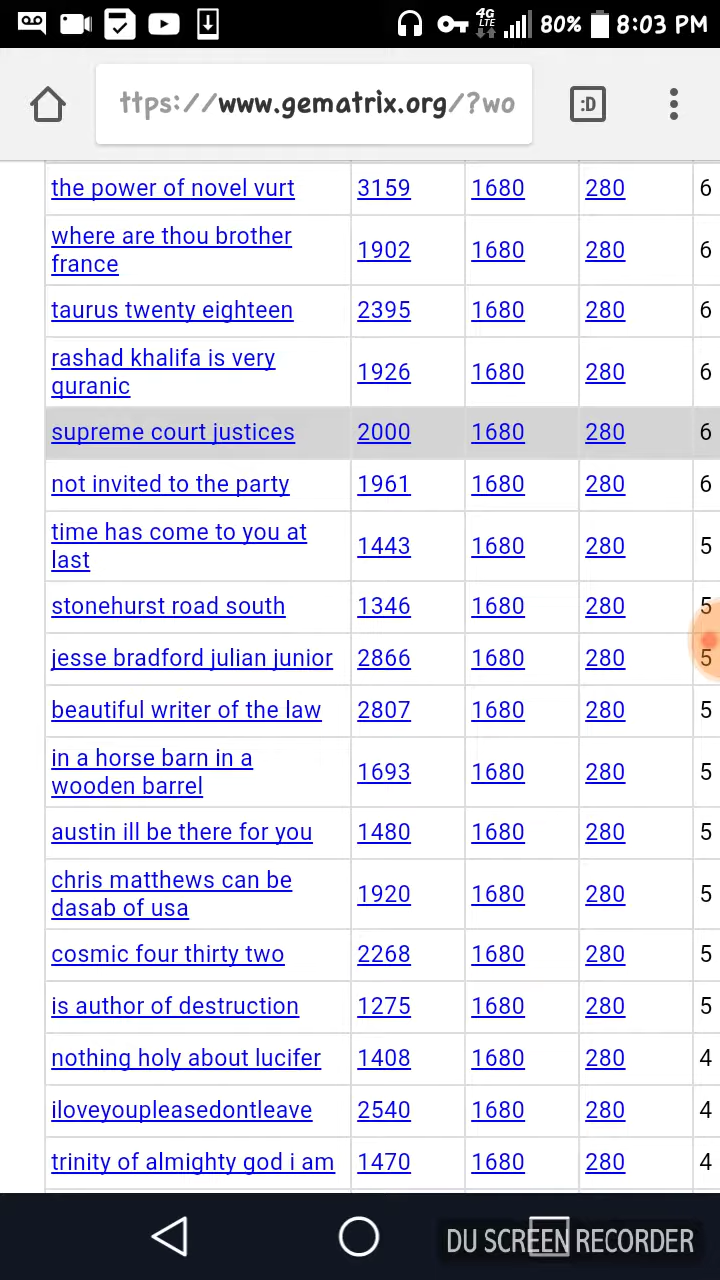 4G
LTE
80%
8:03 PM
ttps://www.gematrix.org/?wo
:D
the power of novel vurt 3159 1680 280 6
where are thou brother
france 1902 1680 280 6
taurus twenty eighteen 2395 1680 280 6
rashad khalifa is very
quranic 1926 1680 280 6
supreme court justices 2000 1680 280 6
not invited to the party 1961 1680 280 6
time has come to you at
last 1443 1680 280 5
stonehurst road south 1346 1680 280 5
jesse bradford julian junior 2866 1680 280 5
beautiful writer of the law 2807 1680 280 5
in a horse barn in a
wooden barrel 1693 1680 280 5
austin ill be there for you 1480 1680 280 5
chris matthews can be
dasab of usa 1920 1680 280 5
cosmic four thirty two 2268 1680 280 5
is author of destruction 1275 1680 280 5
nothing holy about lucifer 1408 1680 280 4
iloveyoupleasedontleave 2540 1680 280 4
trinity of almighty god i am 1470 1680 280 4
DU SCREEN RECORDER